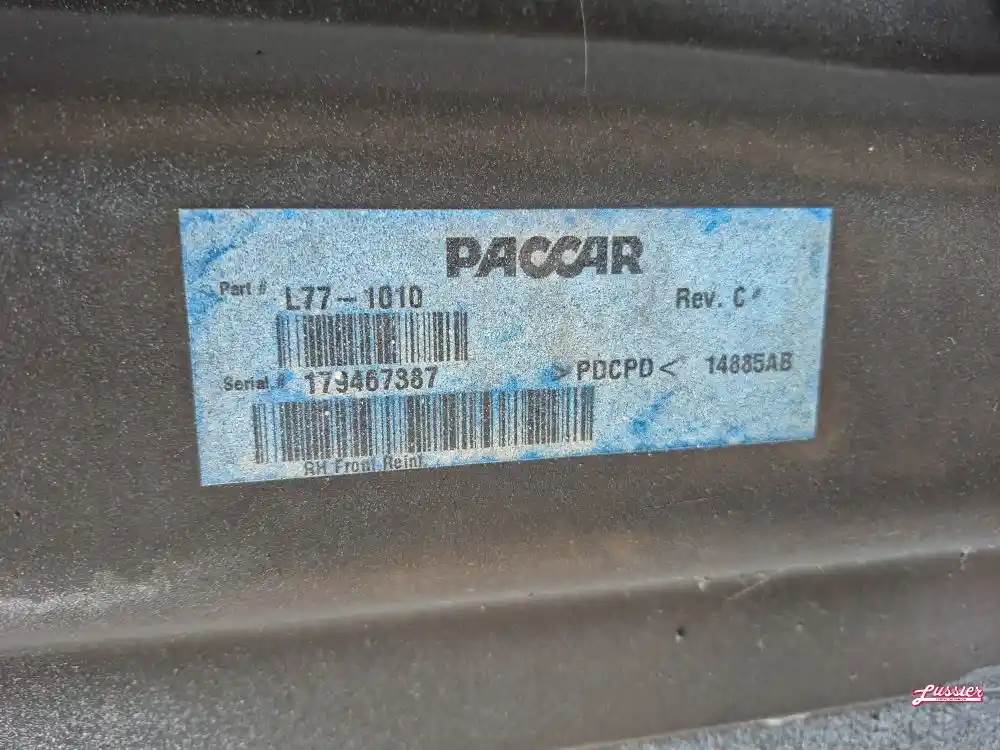 PACCAR
Part # L77-1010 Rev. C
Serial # 179467387 >PDCPD< 14885AB
RH Front Reinf
Lussier